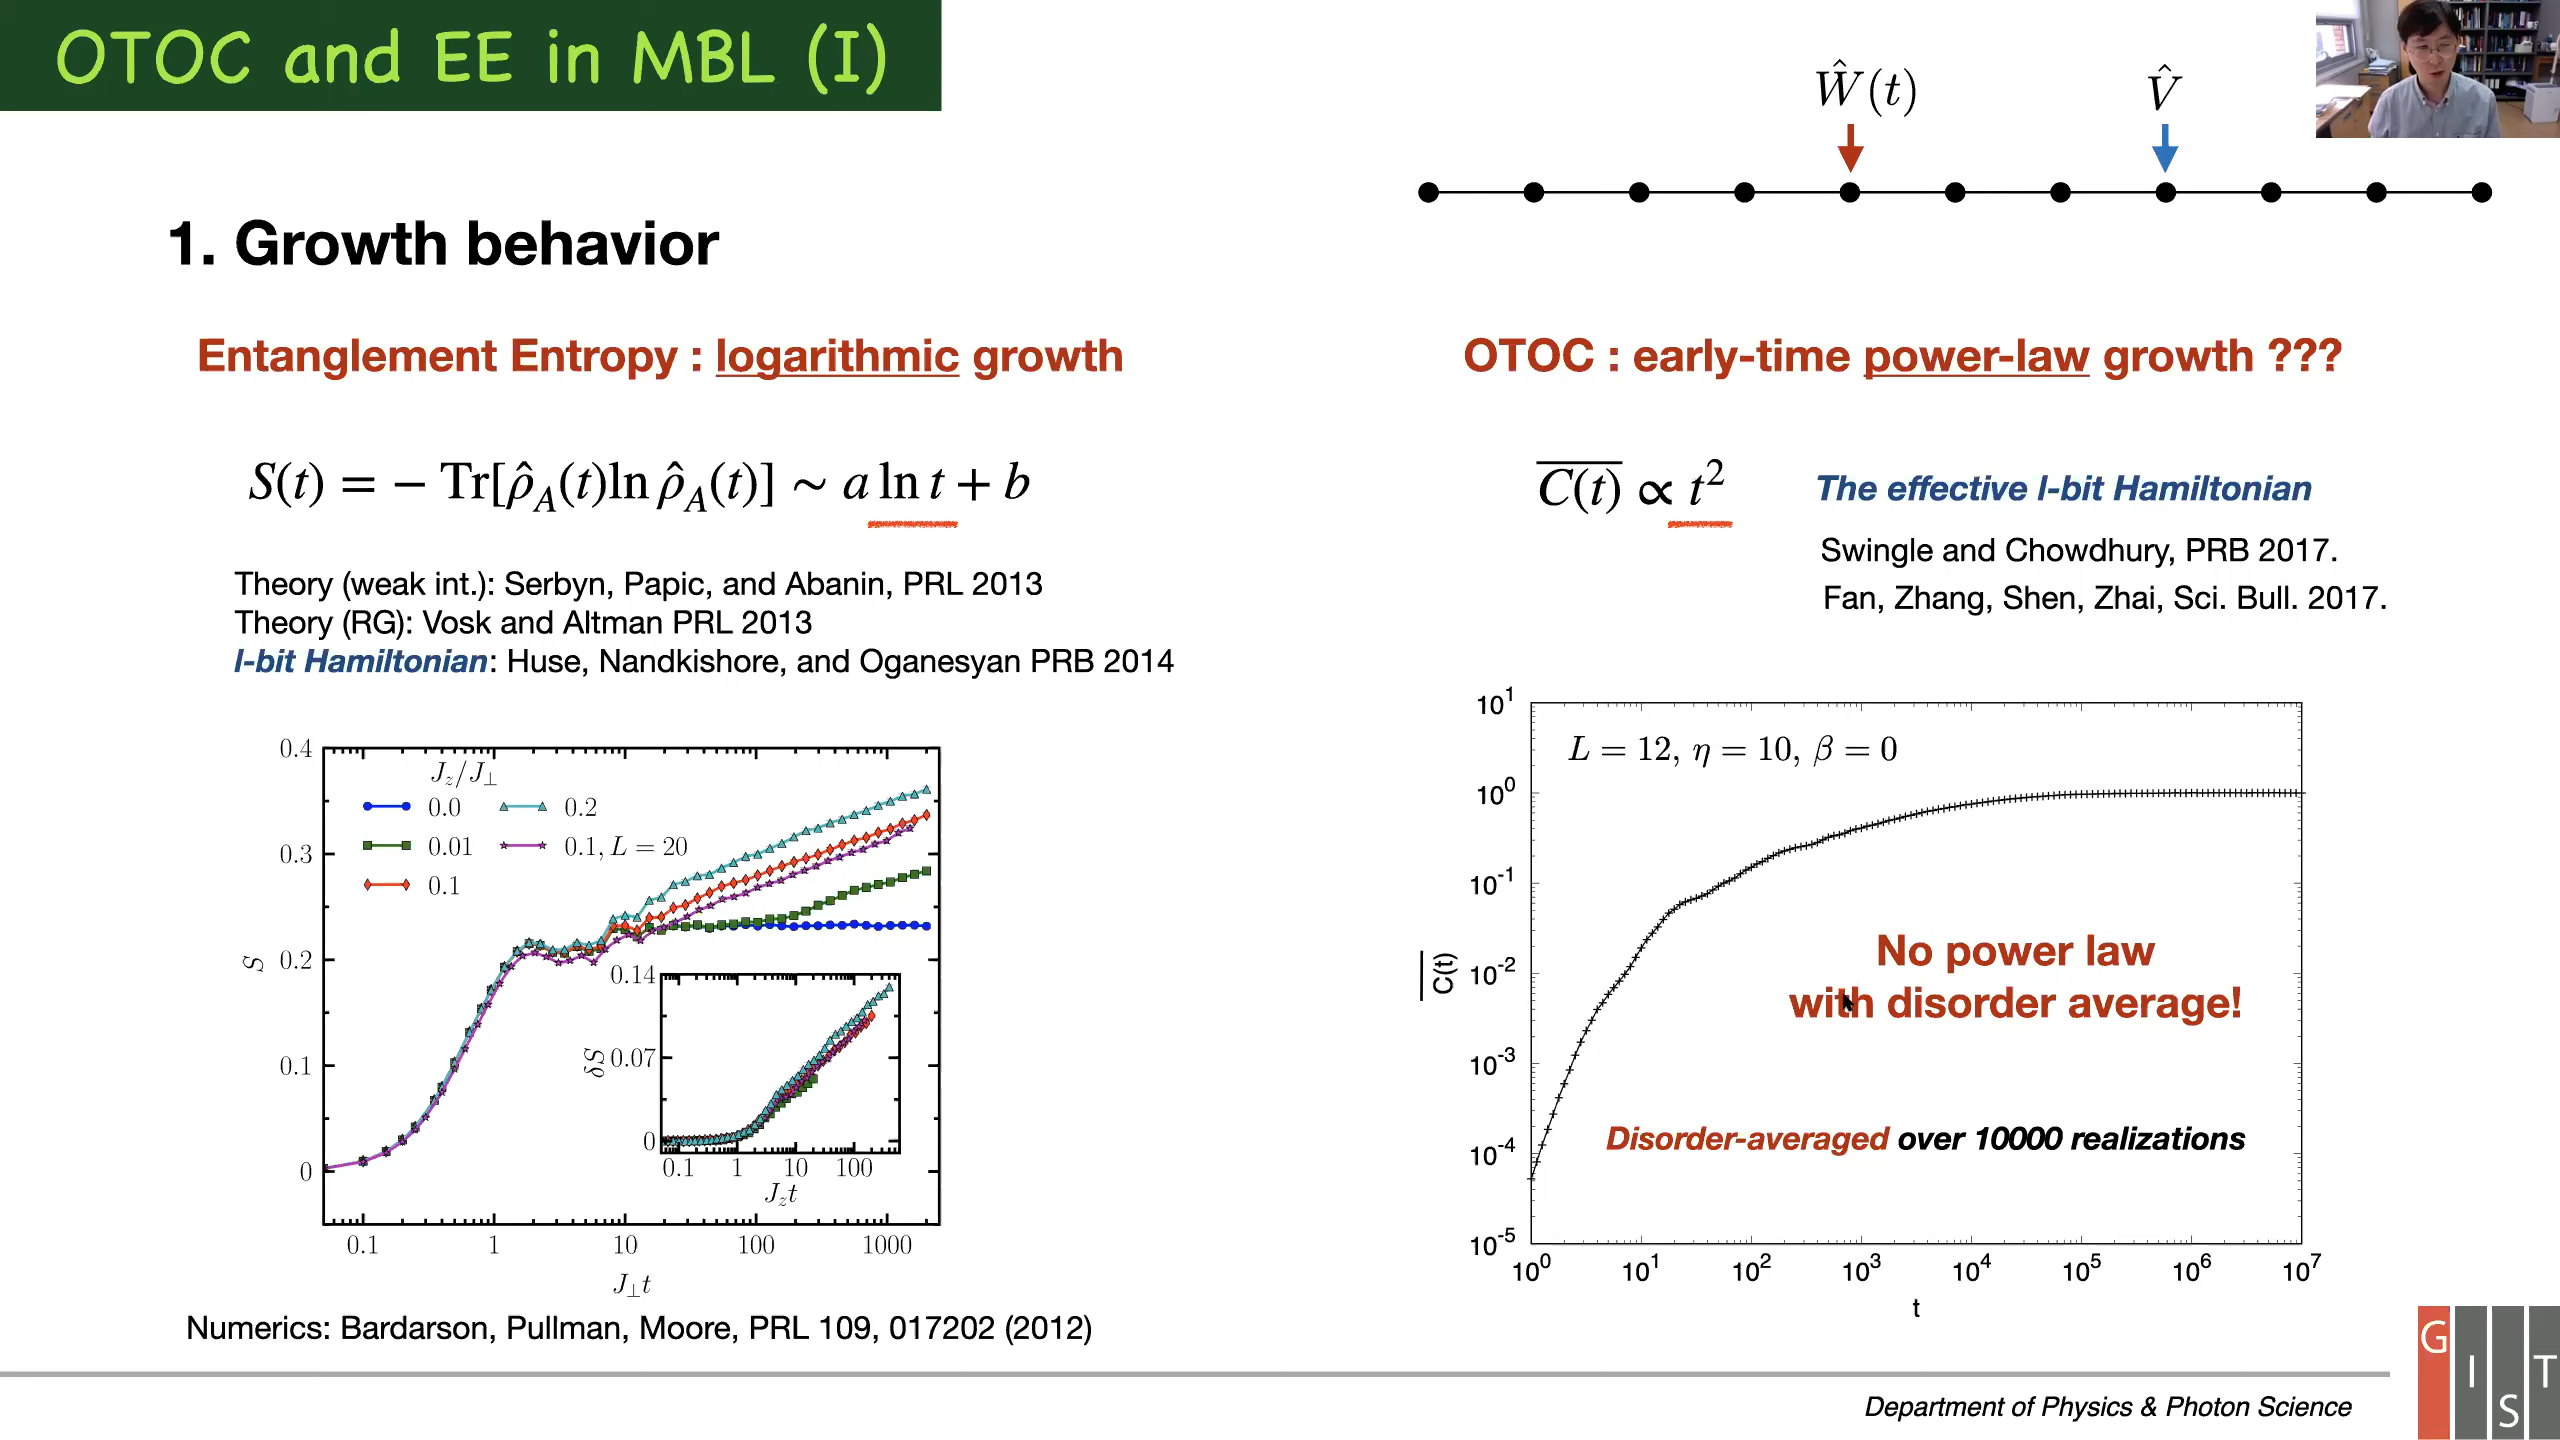 OTOC and EE in MBL (I)
Ŵ(t)
V̂
1. Growth behavior
Entanglement Entropy : logarithmic growth
S(t) = − Tr[ρ̂_A(t)ln ρ̂_A(t)] ~ a ln t + b
Theory (weak int.): Serbyn, Papic, and Abanin, PRL 2013
Theory (RG): Vosk and Altman PRL 2013
l-bit Hamiltonian: Huse, Nandkishore, and Oganesyan PRB 2014
0.4
0.3
0.2
0.1
0
S
J_z/J_⊥
0.0
0.2
0.01
0.1, L = 20
0.1
0.14
0.07
0
δS
0.1 1 10 100
J_z t
0.1 1 10 100 1000
J_⊥ t
Numerics: Bardarson, Pullman, Moore, PRL 109, 017202 (2012)
OTOC : early-time power-law growth ???
C̅(̅t̅)̅ ∝ t²
The effective l-bit Hamiltonian
Swingle and Chowdhury, PRB 2017.
Fan, Zhang, Shen, Zhai, Sci. Bull. 2017.
10¹
10⁰
10⁻¹
10⁻²
10⁻³
10⁻⁴
10⁻⁵
C̅(̅t̅)̅
L = 12, η = 10, β = 0
No power law
with disorder average!
Disorder-averaged over 10000 realizations
10⁰ 10¹ 10² 10³ 10⁴ 10⁵ 10⁶ 10⁷
t
Department of Physics & Photon Science
GIST